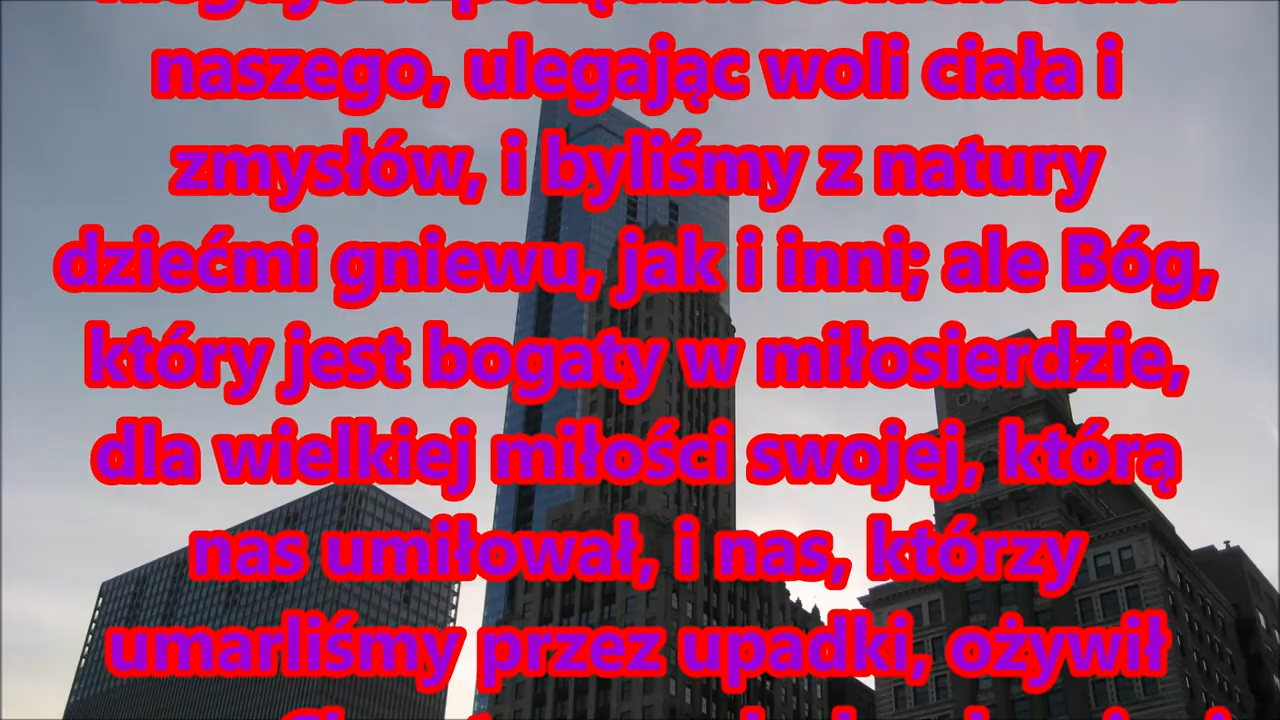 naszego, ulegając woli ciała i
zmysłów, i byliśmy z natury
dziećmi gniewu, jak i inni; ale Bóg,
który jest bogaty w miłosierdzie,
dla wielkiej miłości swojej, którą
nas umiłował, i nas, którzy
umarliśmy przez upadki, ożywił